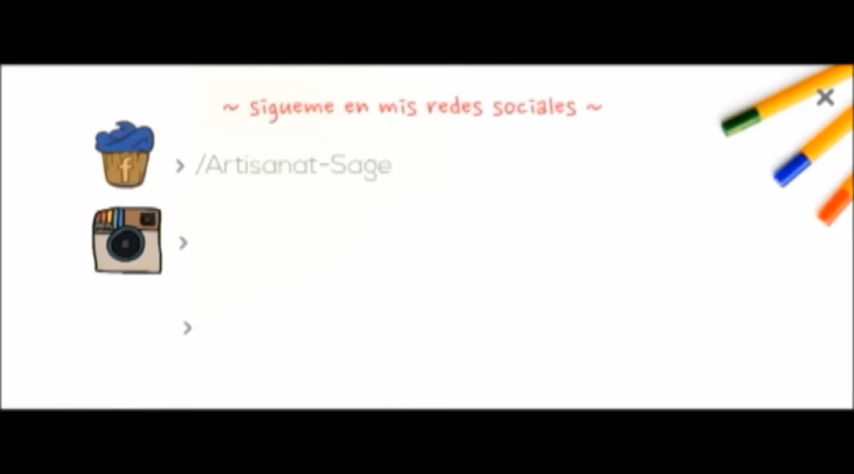 ~ sigueme en mis redes sociales ~
f
> /Artisanat-Sage
>
>